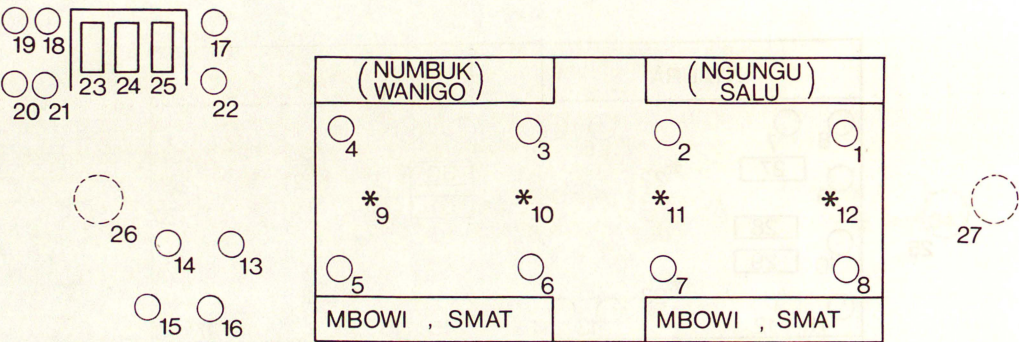 19 18 17
23 24 25
20 21 22
(NUMBUK
WANIGO)
(NGUNGU
SALU)
4 3 2 1
* * * *
9 10 11 12
26 27
14 13
5 6 7 8
15 16
MBOWI , SMAT
MBOWI , SMAT